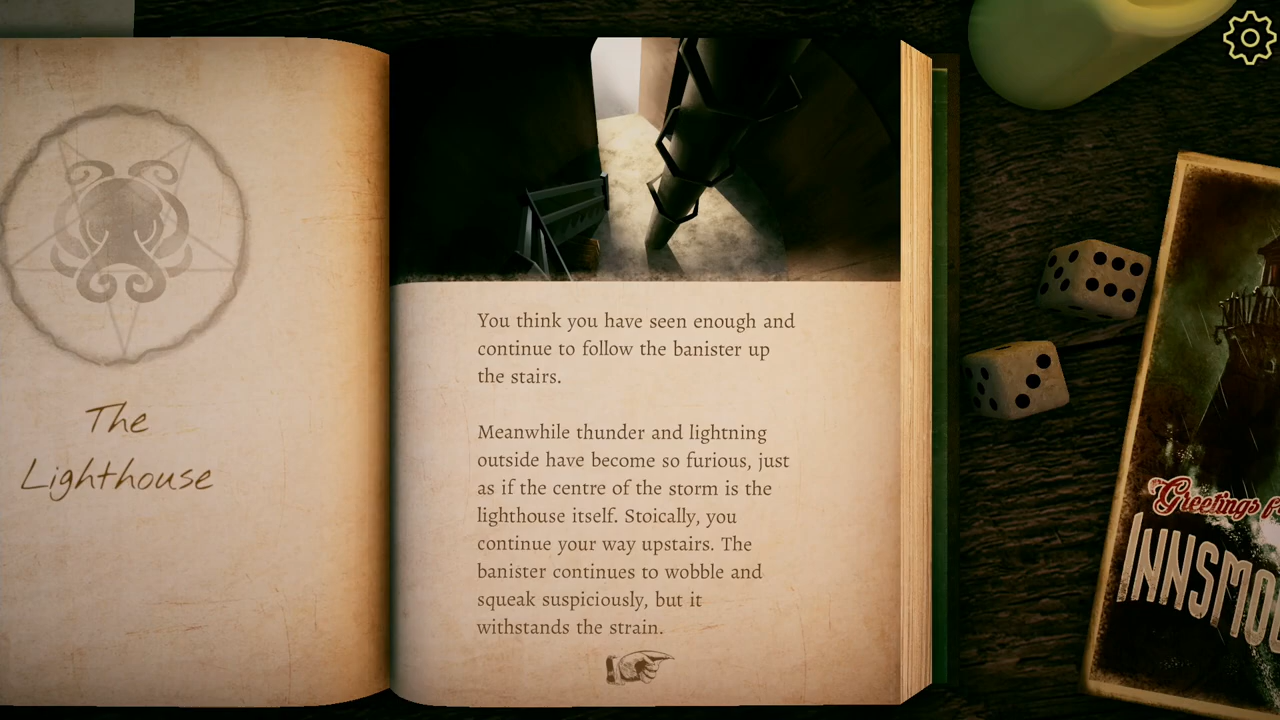 The
Lighthouse
You think you have seen enough and
continue to follow the banister up
the stairs.
Meanwhile thunder and lightning
outside have become so furious, just
as if the centre of the storm is the
lighthouse itself. Stoically, you
continue your way upstairs. The
banister continues to wobble and
squeak suspiciously, but it
withstands the strain.
Greetings f
INNSMO